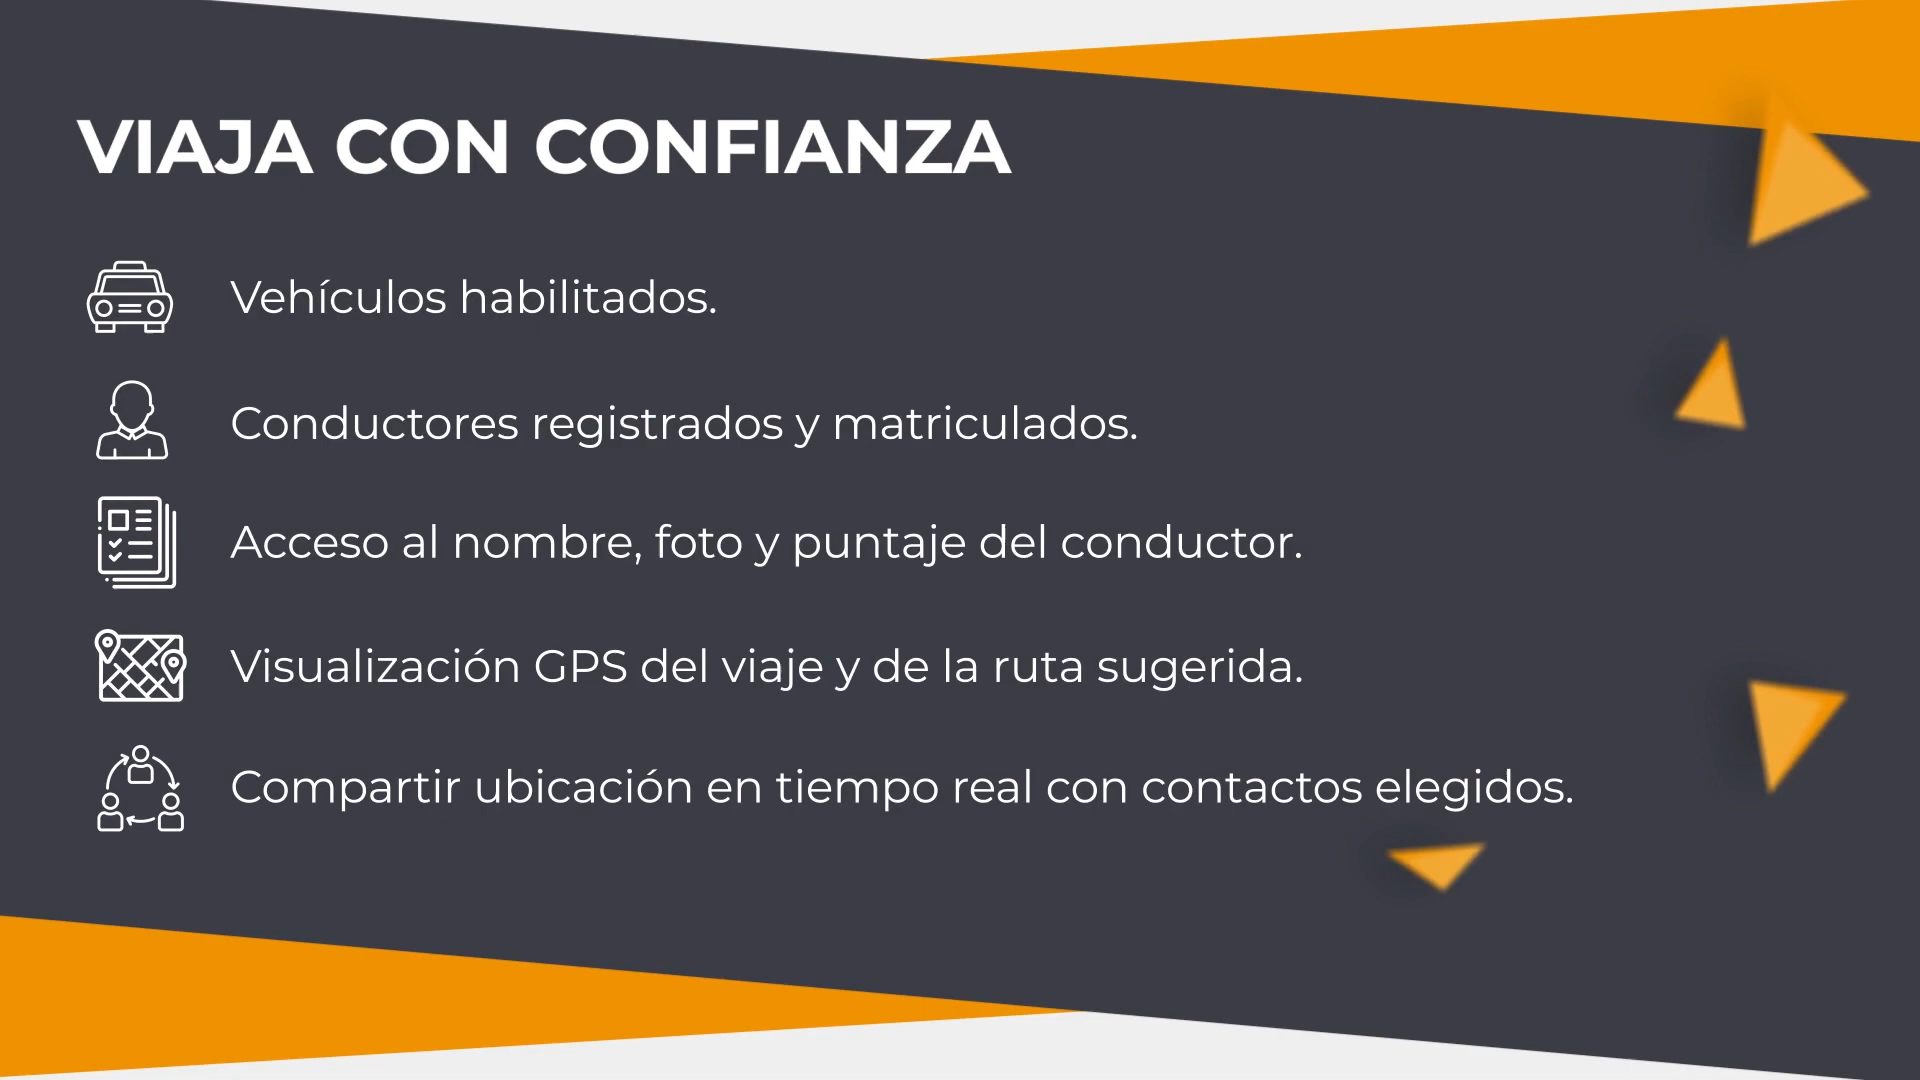 VIAJA CON CONFIANZA
Vehículos habilitados.
Conductores registrados y matriculados.
Acceso al nombre, foto y puntaje del conductor.
Visualización GPS del viaje y de la ruta sugerida.
Compartir ubicación en tiempo real con contactos elegidos.